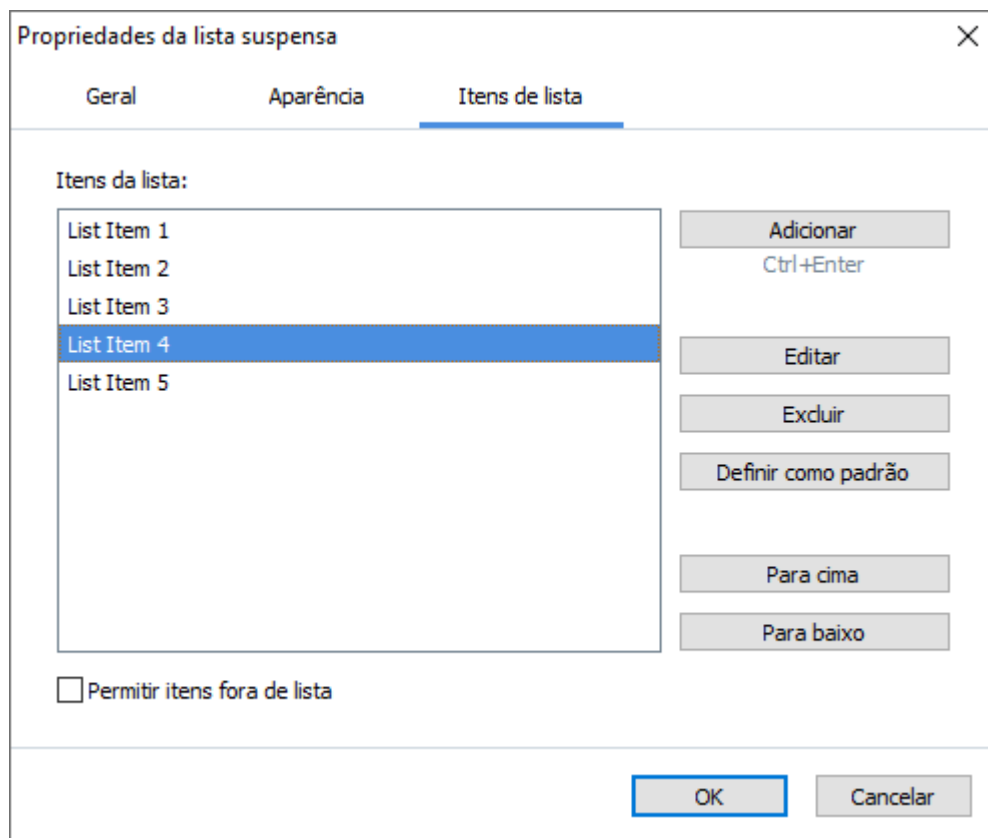 Propriedades da lista suspensa
Geral
Aparência
Itens de lista
Itens da lista:
List Item 1
List Item 2
List Item 3
List Item 4
List Item 5
Adicionar
Ctrl+Enter
Editar
Excluir
Definir como padrão
Para cima
Para baixo
Permitir itens fora de lista
OK
Cancelar